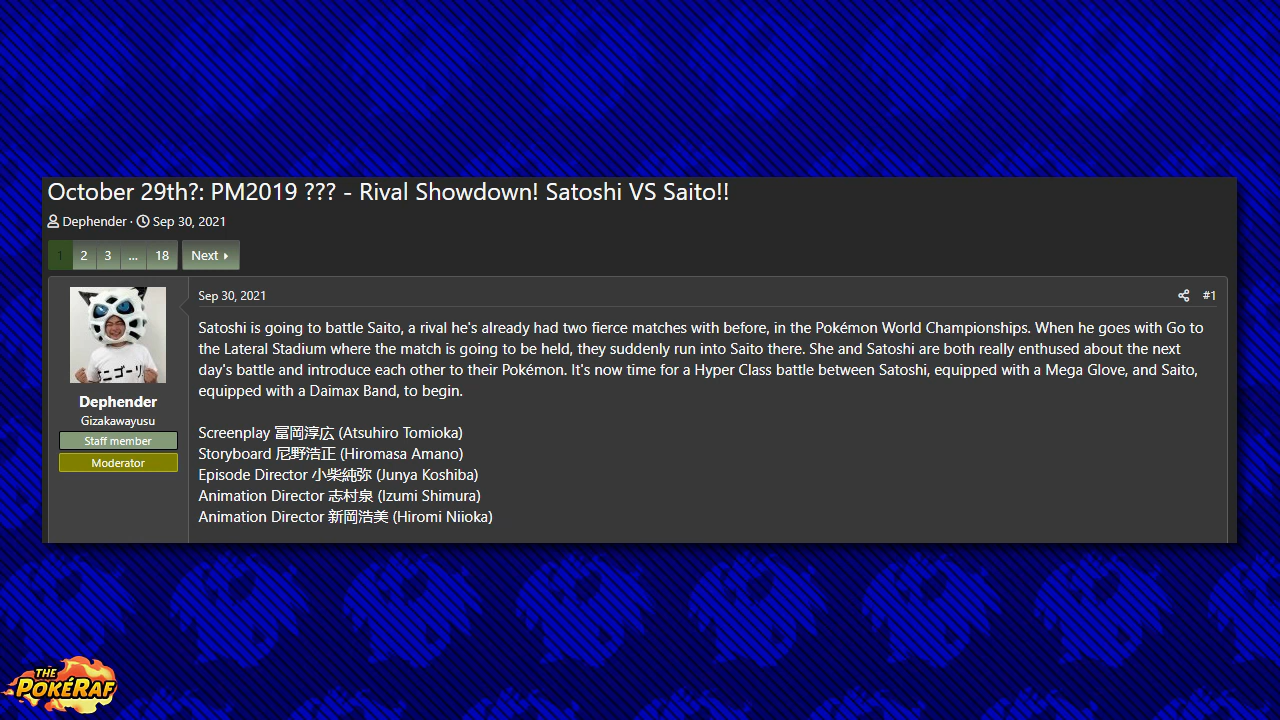 October 29th?: PM2019 ??? - Rival Showdown! Satoshi VS Saito!!
Dephender · Sep 30, 2021
1 2 3 ... 18 Next
Sep 30, 2021 #1
Satoshi is going to battle Saito, a rival he's already had two fierce matches with before, in the Pokémon World Championships. When he goes with Go to
the Lateral Stadium where the match is going to be held, they suddenly run into Saito there. She and Satoshi are both really enthused about the next
day's battle and introduce each other to their Pokémon. It's now time for a Hyper Class battle between Satoshi, equipped with a Mega Glove, and Saito,
equipped with a Daimax Band, to begin.
Screenplay 冨岡淳広 (Atsuhiro Tomioka)
Storyboard 尼野浩正 (Hiromasa Amano)
Episode Director 小柴純弥 (Junya Koshiba)
Animation Director 志村泉 (Izumi Shimura)
Animation Director 新岡浩美 (Hiromi Niioka)
Dephender
Gizakawayusu
Staff member
Moderator
THE
POKÉRAF